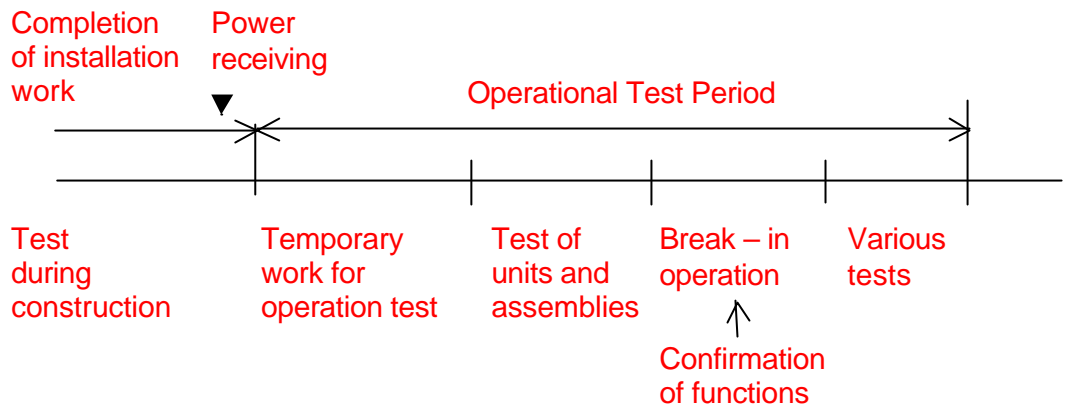 Completion
of installation
work
Power
receiving
Operational Test Period
Test
during
construction
Temporary
work for
operation test
Test of
units and
assemblies
Break – in
operation
Various
tests
Confirmation
of functions